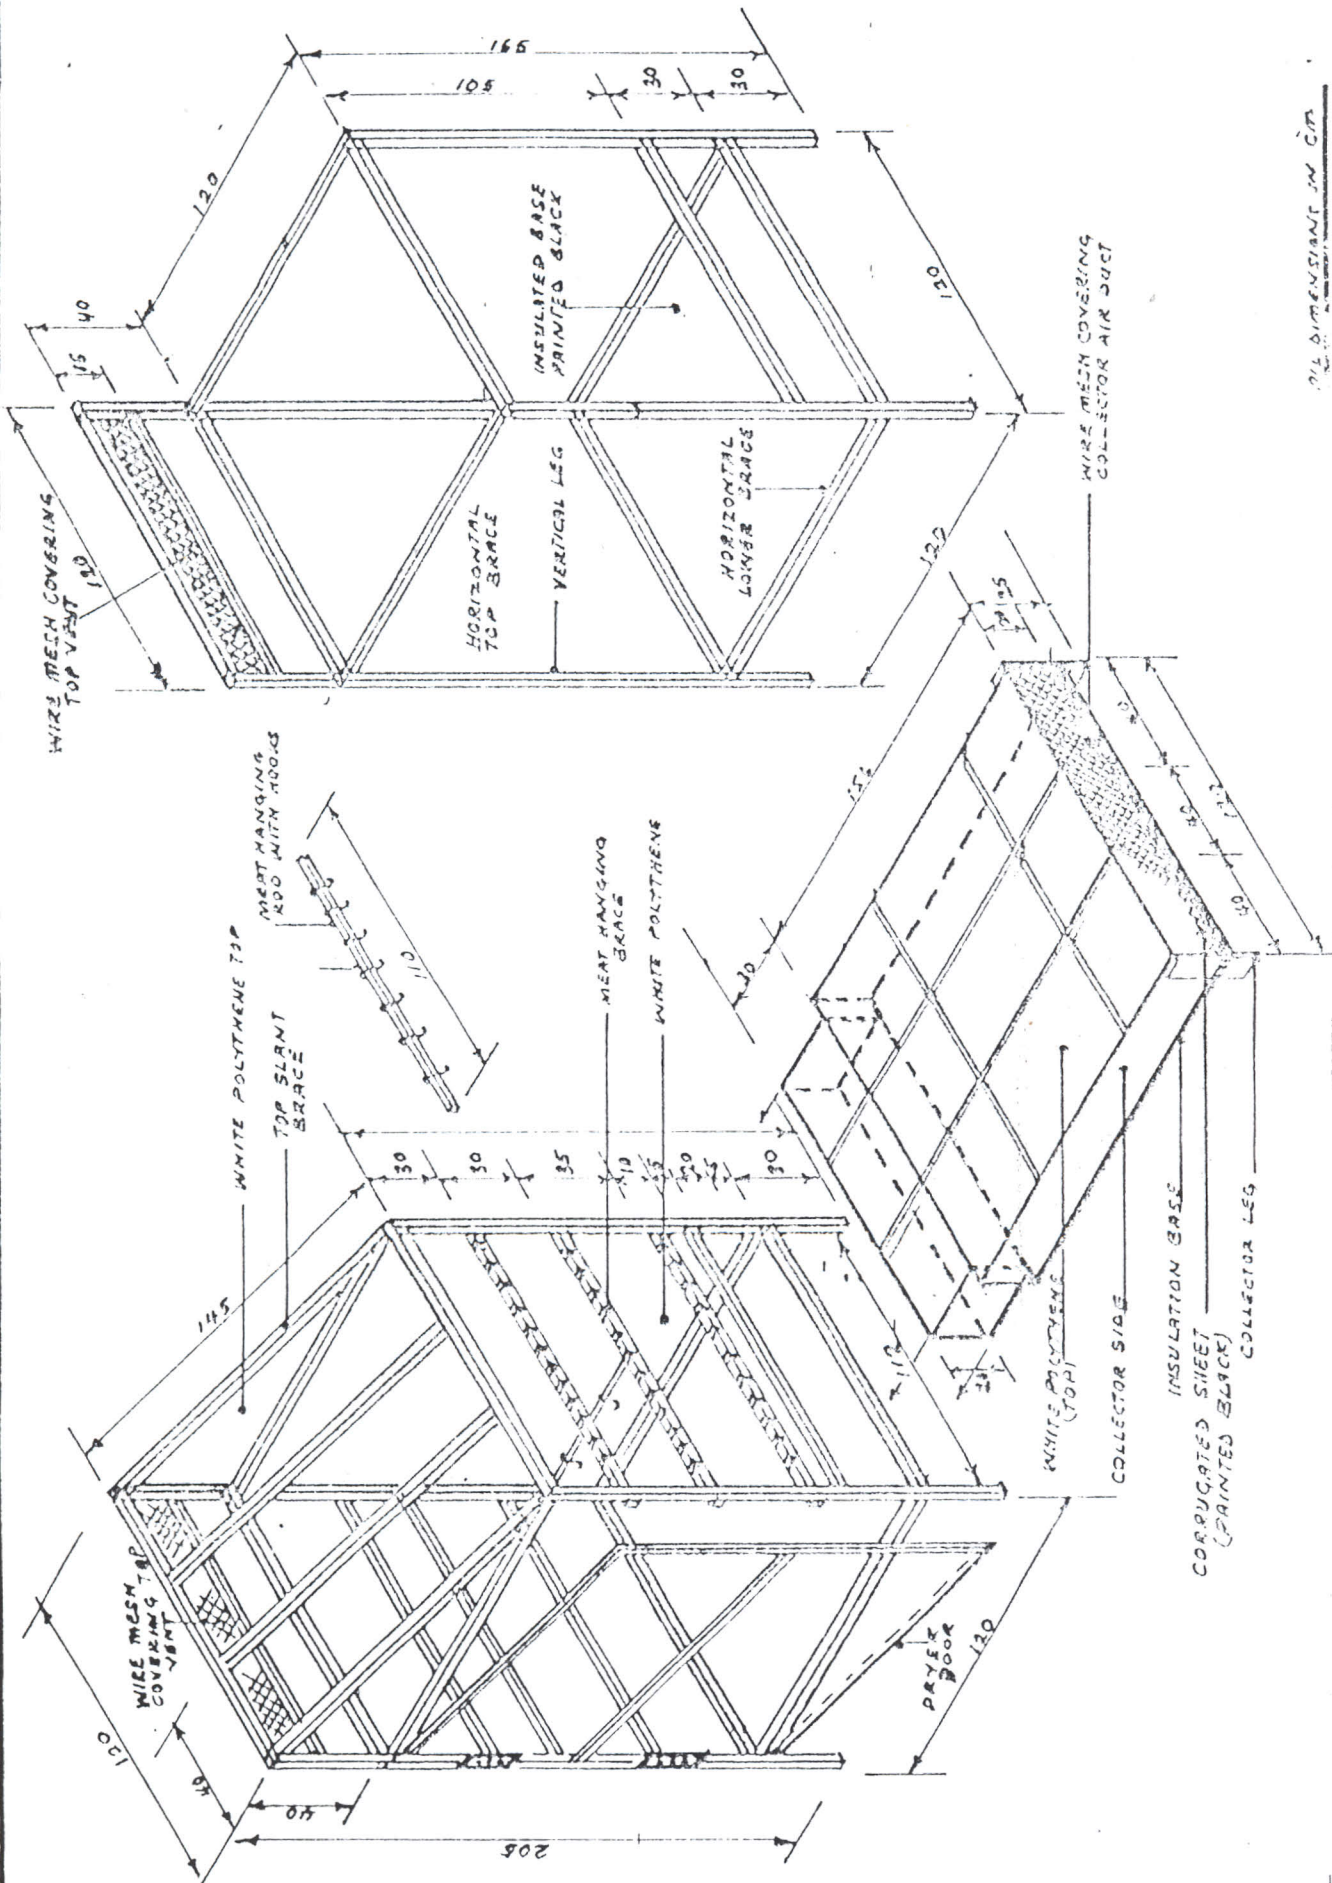 165
105
30
30
120
40
15
WIRE MESH COVERING
TOP VENT
120
INSULATED BASE
PAINTED BLACK
120
HORIZONTAL
TOP BRACE
VERTICAL LEG
HORIZONTAL
LOWER BRACE
120
WIRE MESH COVERING
COLLECTOR AIR DUCT
ALL DIMENSIONS IN cm
MEAT HANGING
ROD WITH HOOKS
110
WHITE POLYTHENE TOP
TOP SLANT
BRACE
145
MEAT HANGING
BRACE
WHITE POLYTHENE
30
30
35
10
30
WIRE MESH
COVERING TOP
VENT
120
40
40
205
DRYER
DOOR
120
30
40
40
WHITE POLYTHENE
(TOP)
COLLECTOR SIDE
INSULATION BASE
CORRUGATED SHEET
(PAINTED BLACK)
COLLECTOR LEG